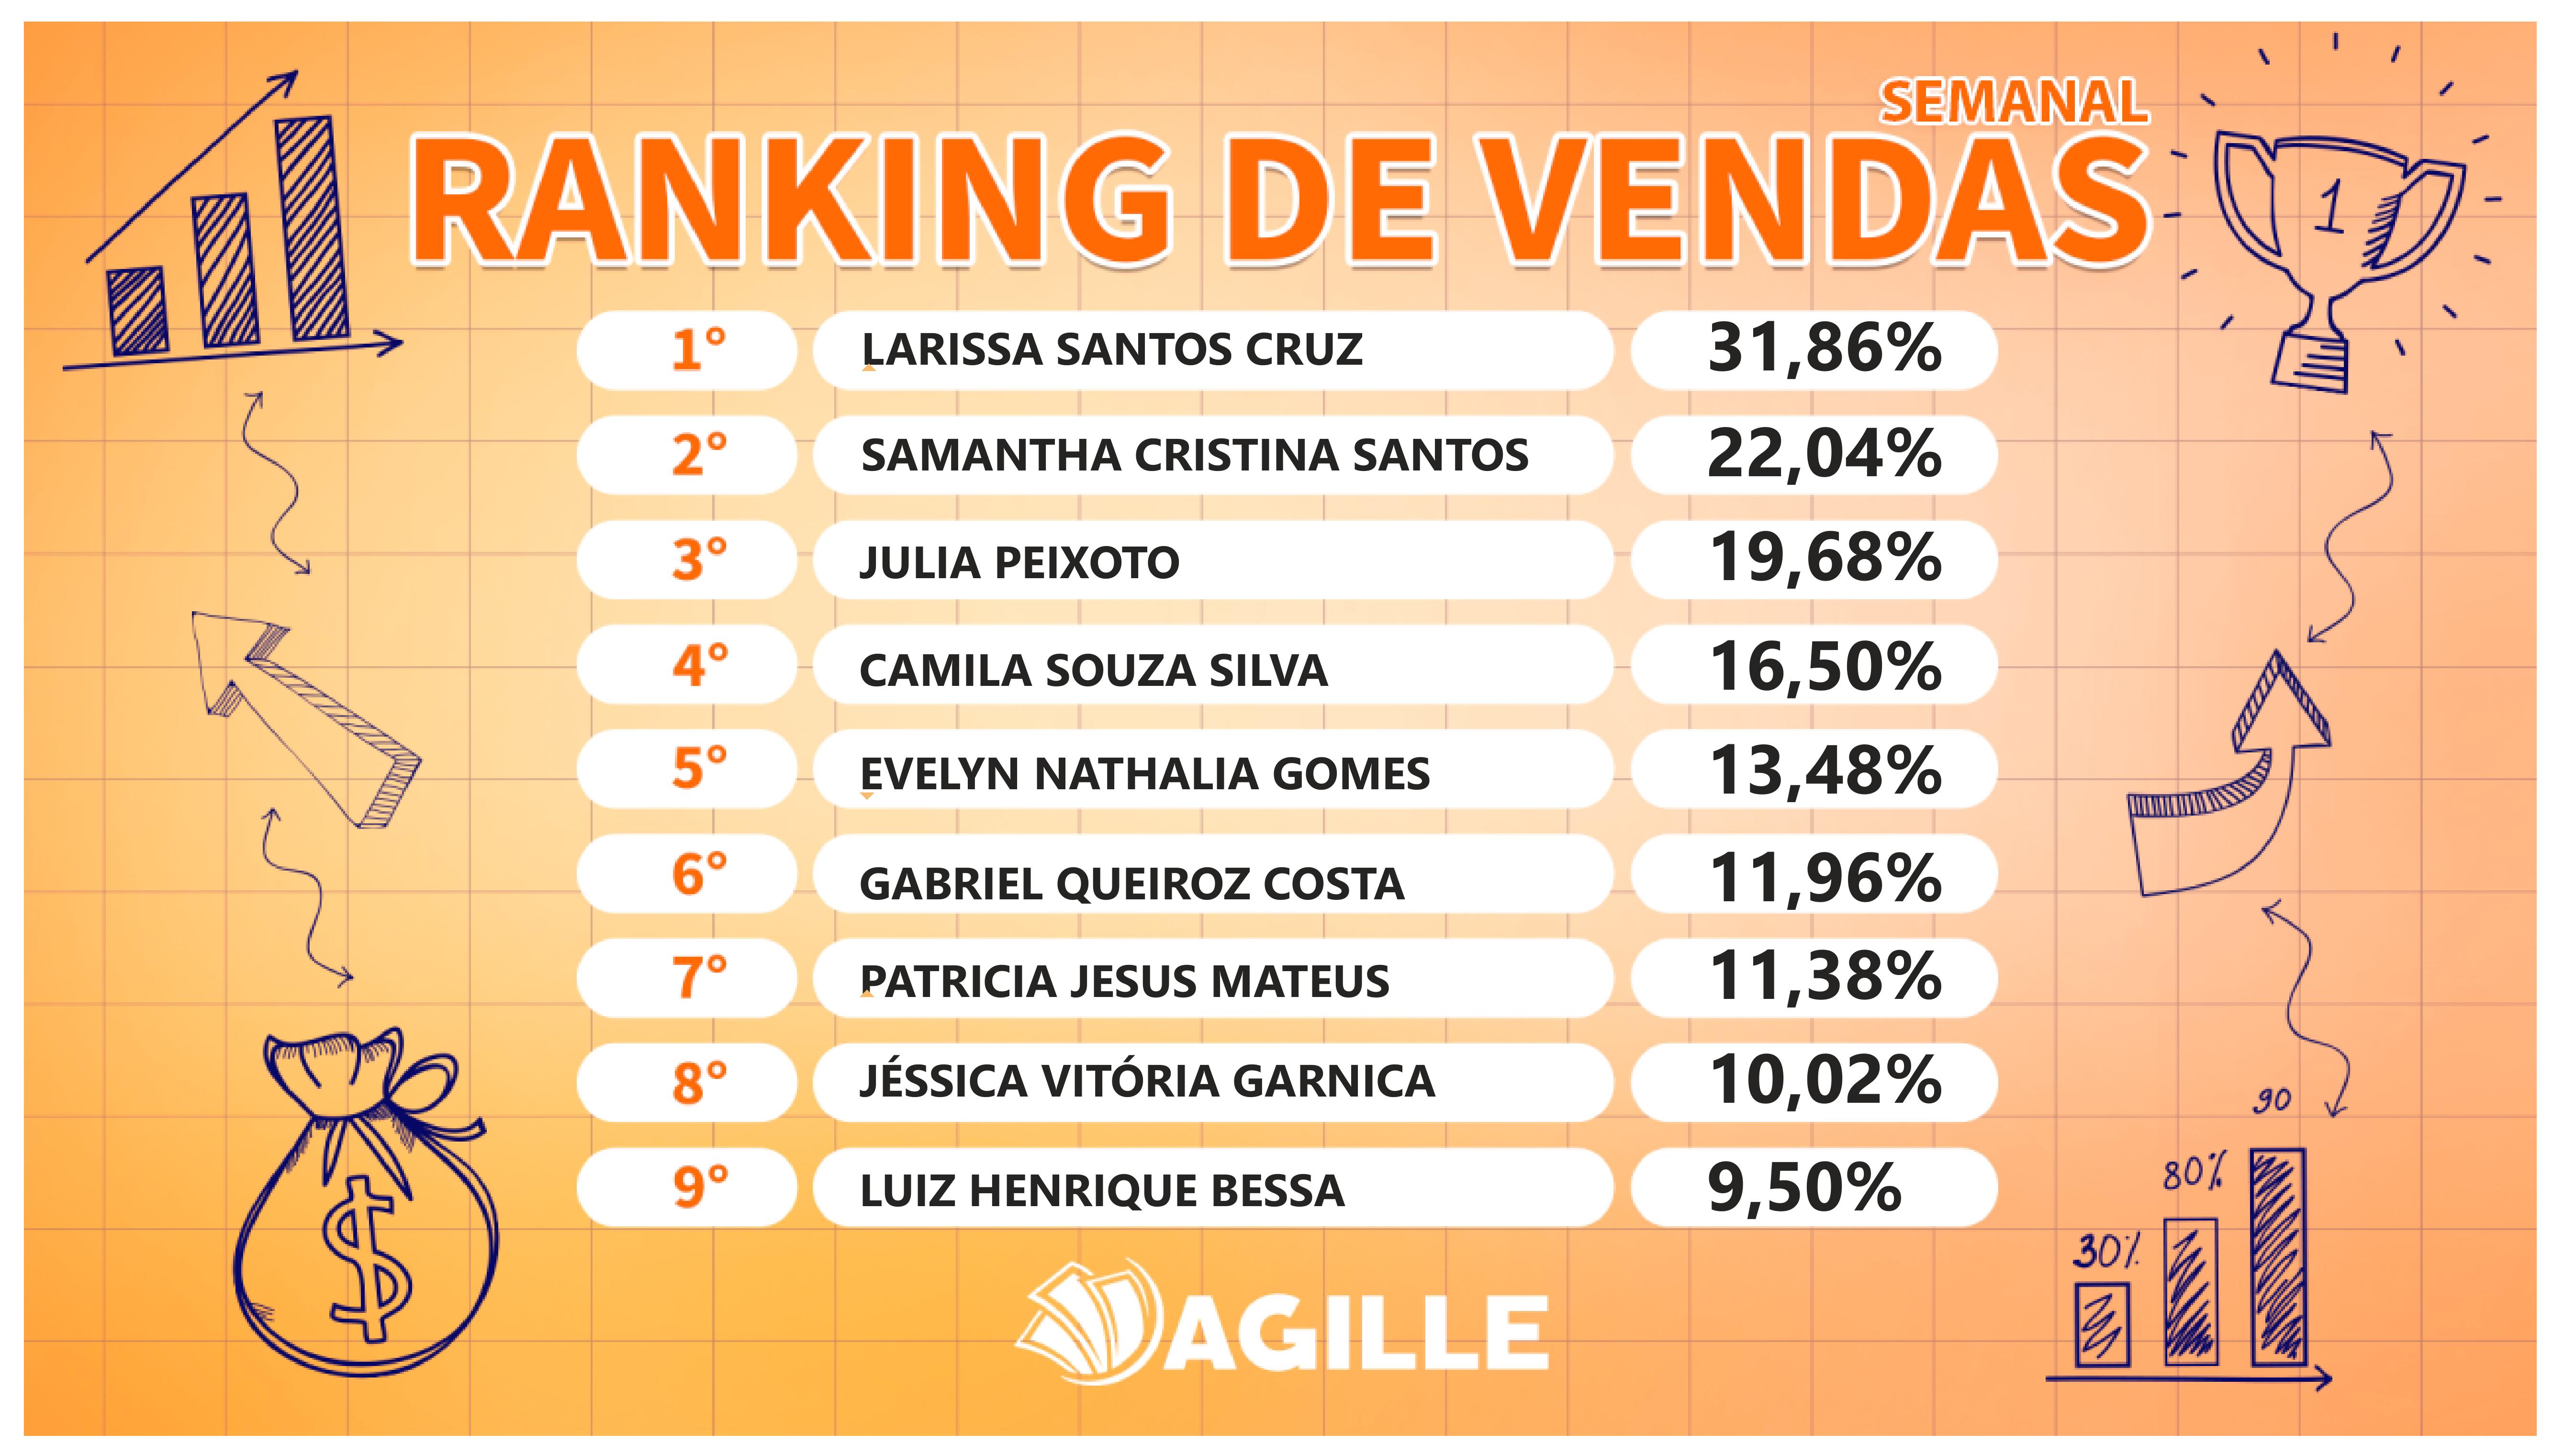 SEMANAL
RANKING DE VENDAS
1
1° LARISSA SANTOS CRUZ 31,86%
2° SAMANTHA CRISTINA SANTOS 22,04%
3° JULIA PEIXOTO 19,68%
4° CAMILA SOUZA SILVA 16,50%
5° EVELYN NATHALIA GOMES 13,48%
6° GABRIEL QUEIROZ COSTA 11,96%
7° PATRICIA JESUS MATEUS 11,38%
8° JÉSSICA VITÓRIA GARNICA 10,02%
9° LUIZ HENRIQUE BESSA 9,50%
90
80%
30%
$
AGILLE